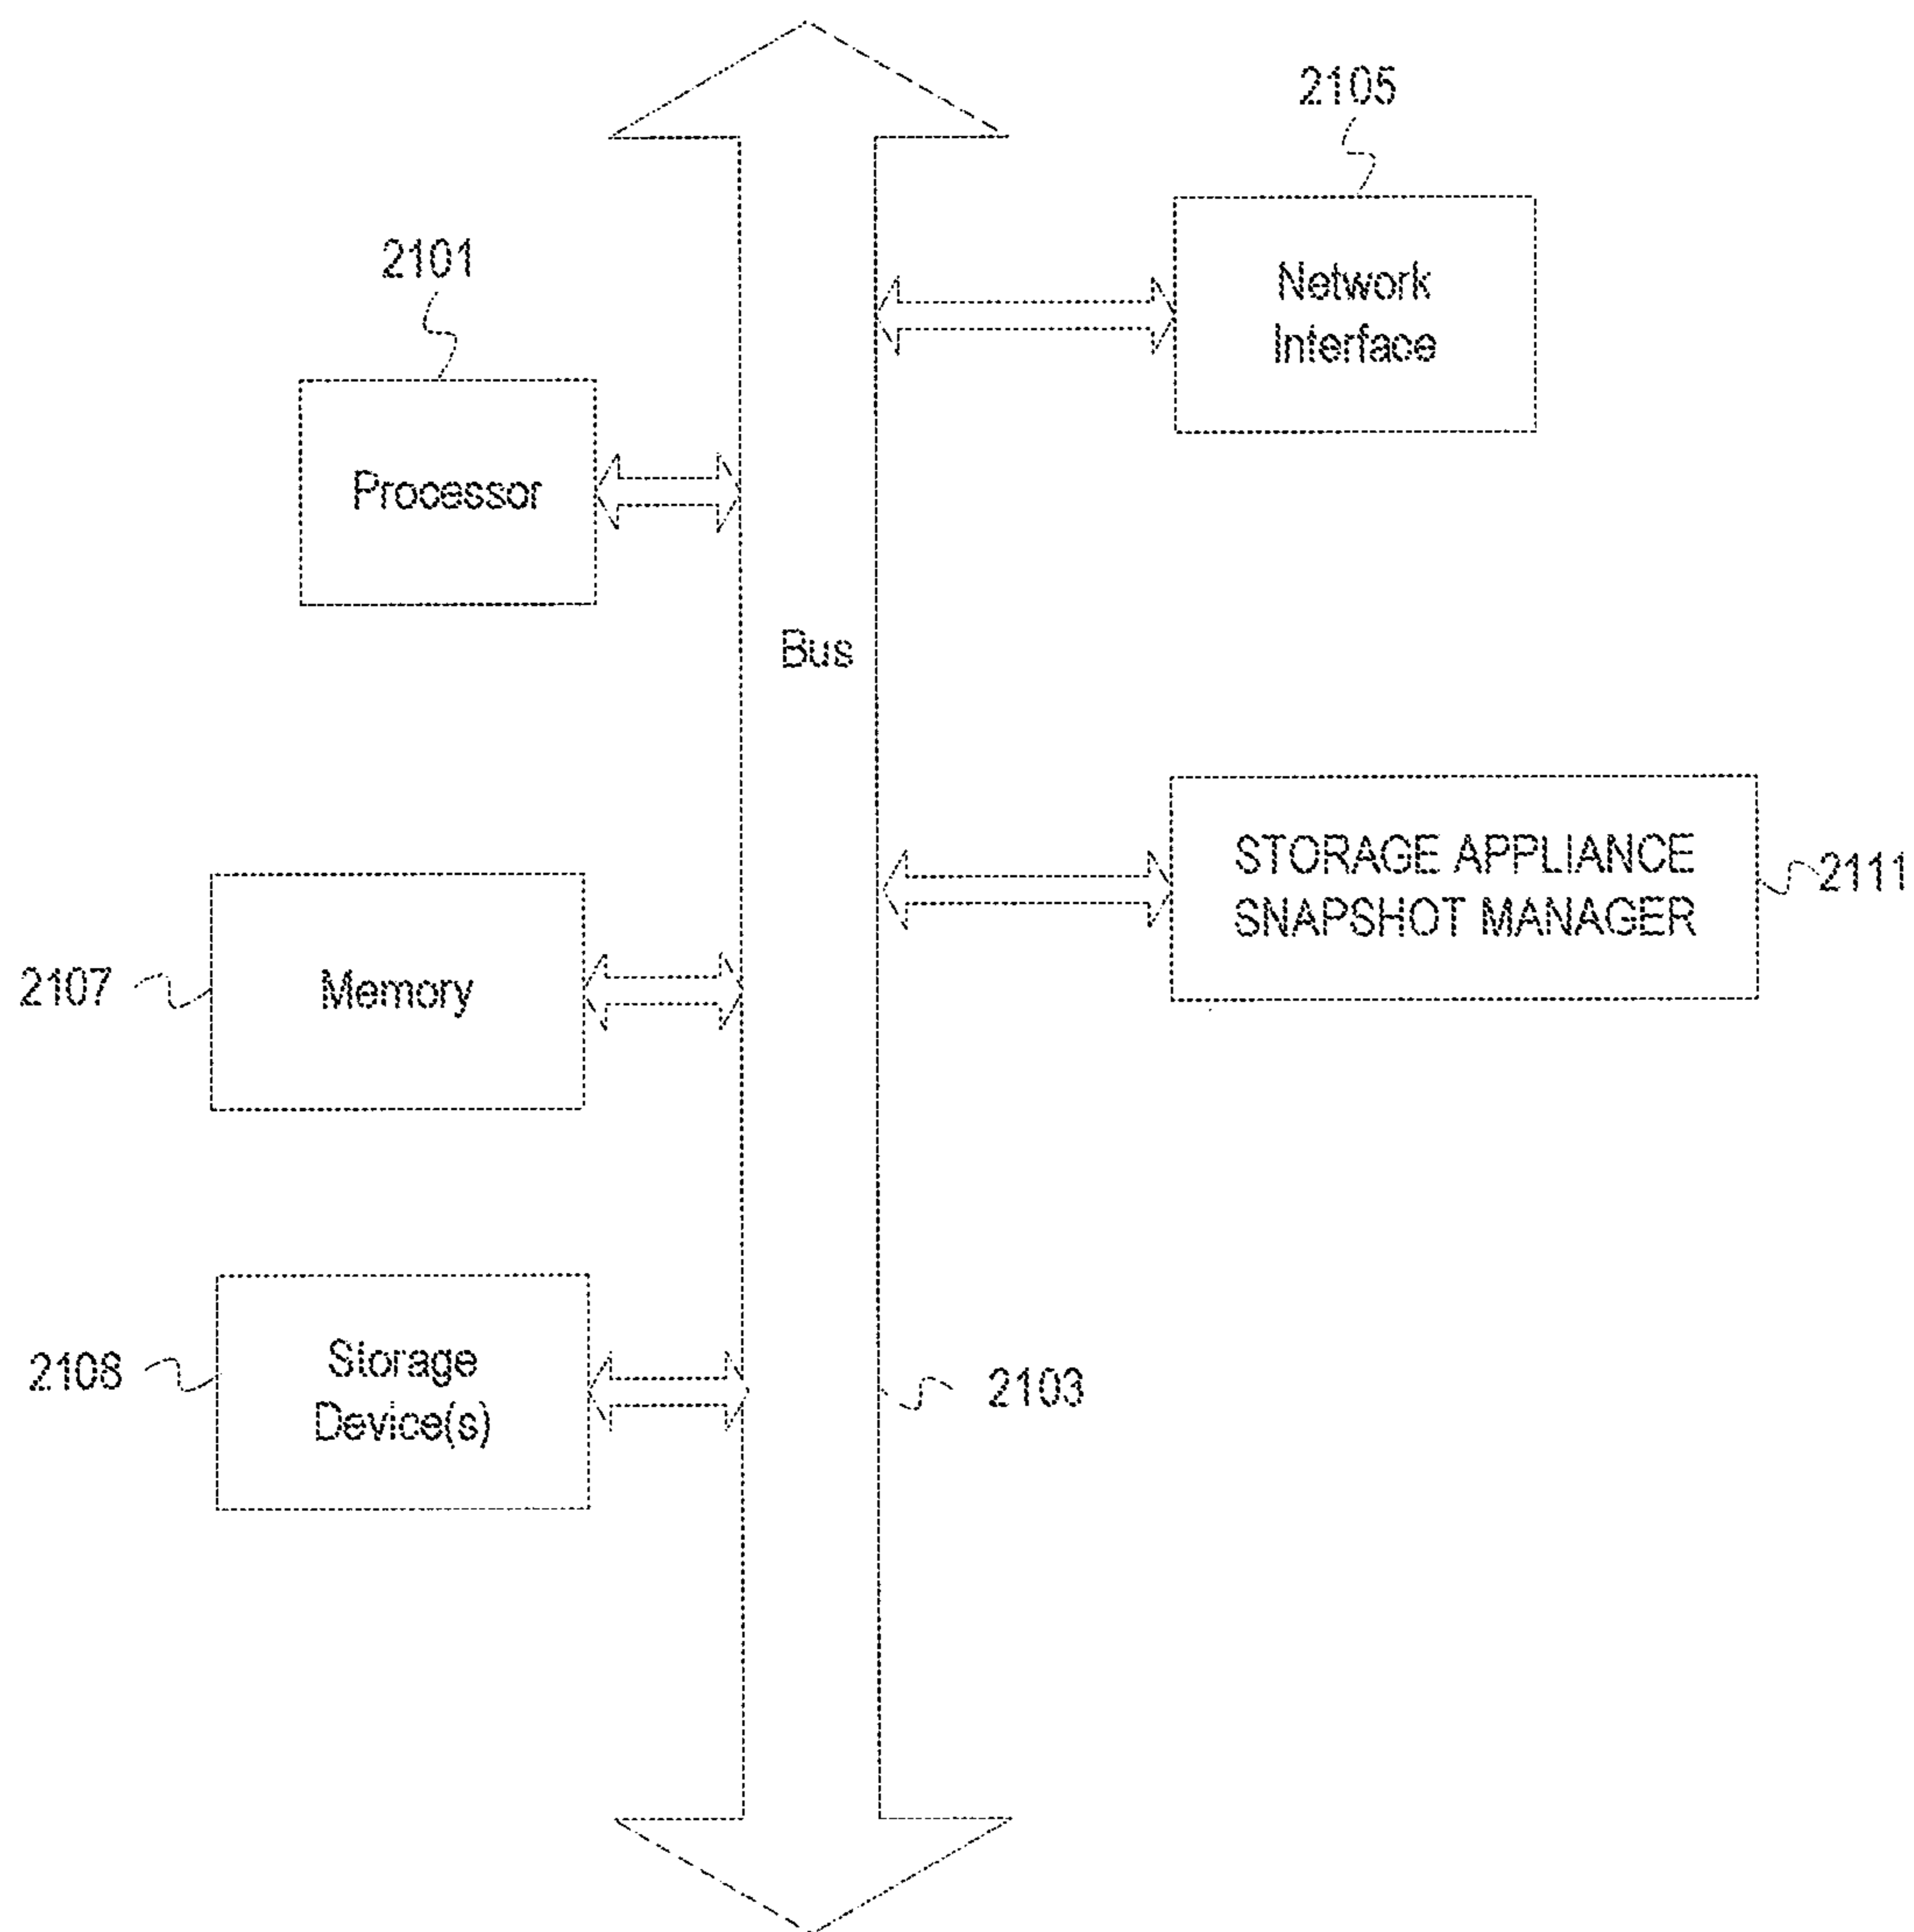 2105
2101
Network
Interface
Processor
Bus
STORAGE APPLIANCE
SNAPSHOT MANAGER
2111
2107
Memory
2108
Storage
Device(s)
2103